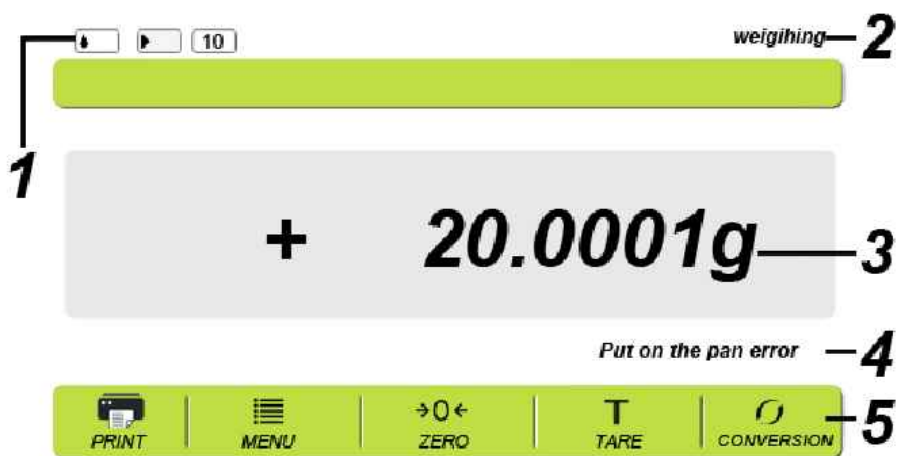 10
weigihing
2
1
+ 20.0001g
3
Put on the pan error
4
PRINT MENU →0← ZERO T TARE CONVERSION
5